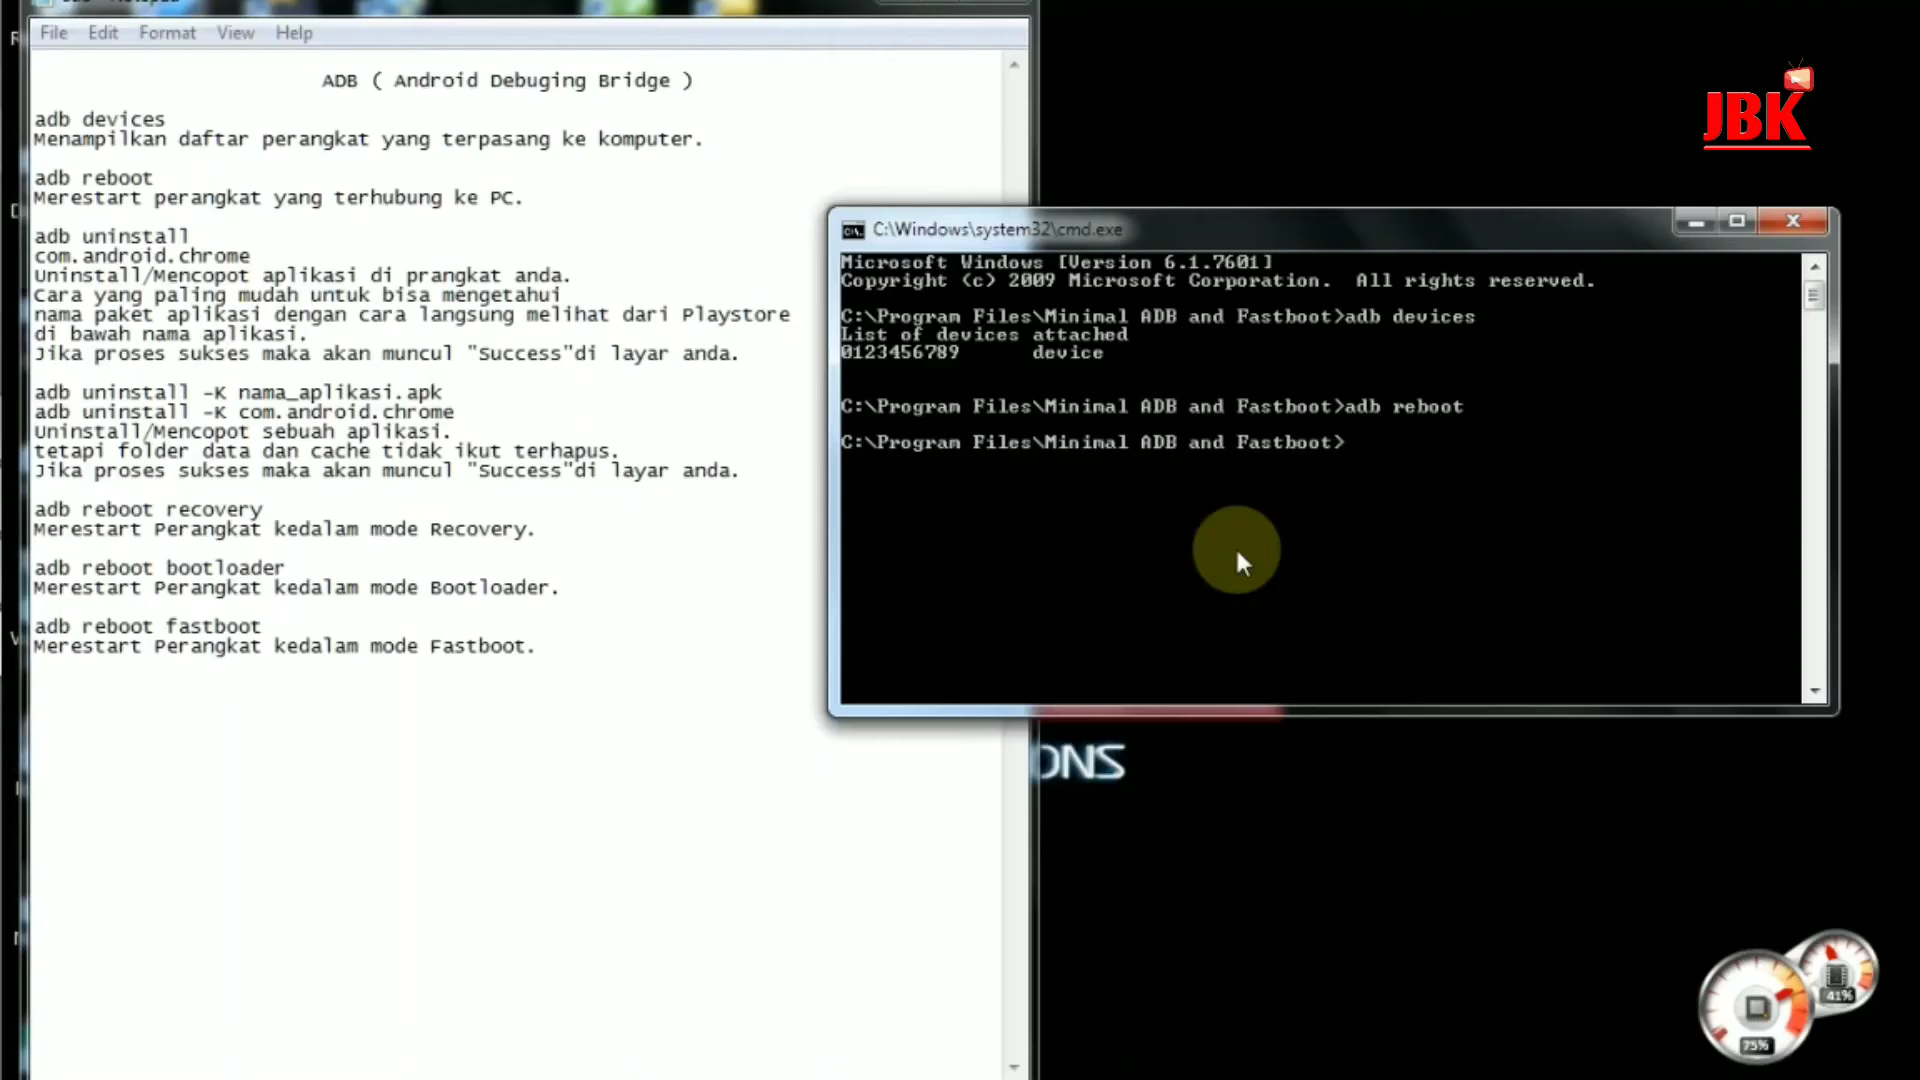 File Edit Format View Help
ADB ( Android Debuging Bridge )
adb devices
Menampilkan daftar perangkat yang terpasang ke komputer.
adb reboot
Merestart perangkat yang terhubung ke PC.
adb uninstall
com.android.chrome
Uninstall/Mencopot aplikasi di prangkat anda.
Cara yang paling mudah untuk bisa mengetahui
nama paket aplikasi dengan cara langsung melihat dari Playstore
di bawah nama aplikasi.
Jika proses sukses maka akan muncul "Success"di layar anda.
adb uninstall -K nama_aplikasi.apk
adb uninstall -K com.android.chrome
Uninstall/Mencopot sebuah aplikasi.
tetapi folder data dan cache tidak ikut terhapus.
Jika proses sukses maka akan muncul "Success"di layar anda.
adb reboot recovery
Merestart Perangkat kedalam mode Recovery.
adb reboot bootloader
Merestart Perangkat kedalam mode Bootloader.
adb reboot fastboot
Merestart Perangkat kedalam mode Fastboot.
JBK
C:\Windows\system32\cmd.exe
Microsoft Windows [Version 6.1.7601]
Copyright (c) 2009 Microsoft Corporation. All rights reserved.
C:\Program Files\Minimal ADB and Fastboot>adb devices
List of devices attached
0123456789 device
C:\Program Files\Minimal ADB and Fastboot>adb reboot
C:\Program Files\Minimal ADB and Fastboot>
ONS
41%
75%